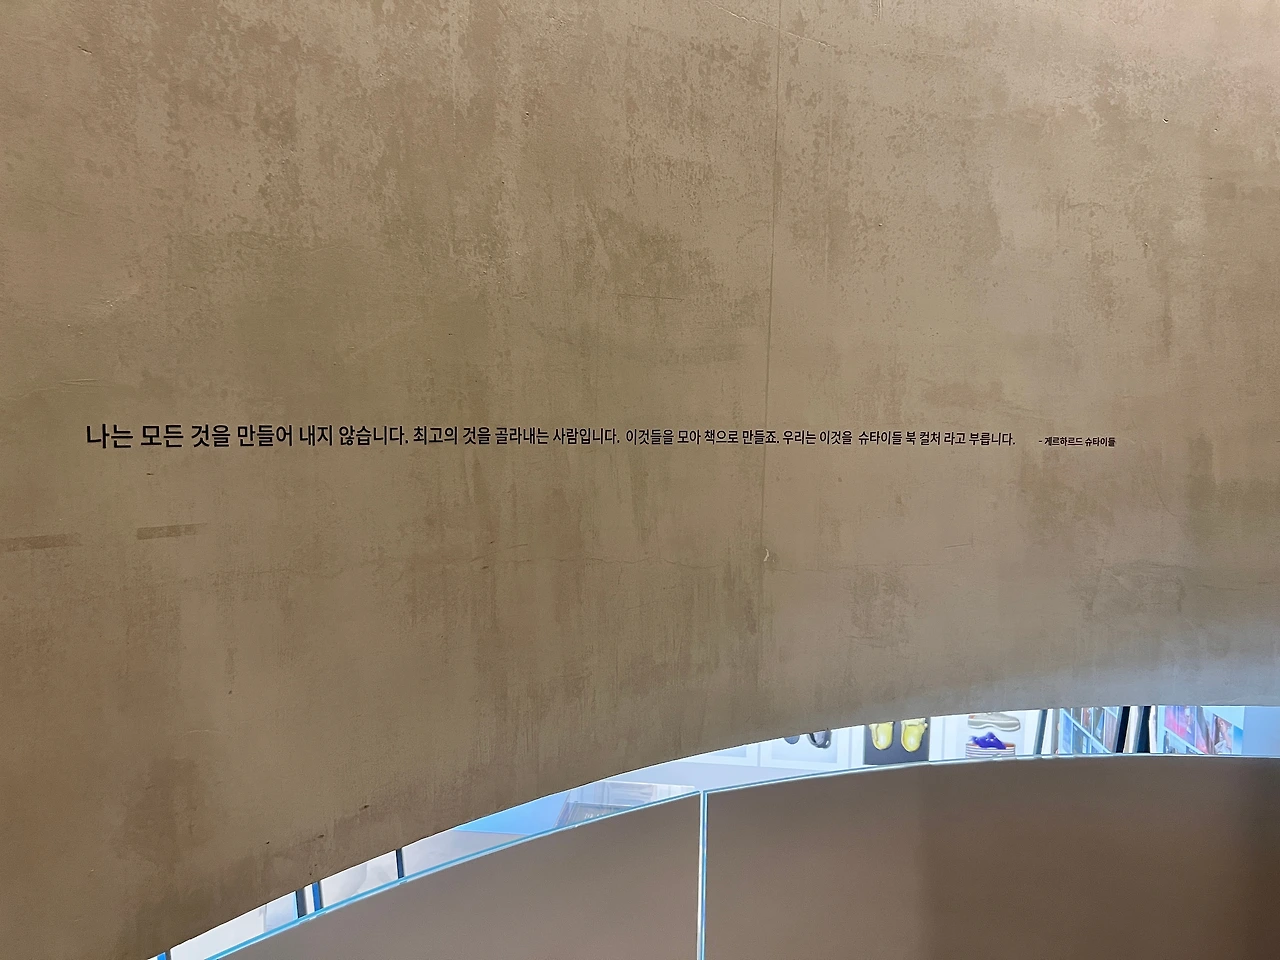 나는 모든 것을 만들어 내지 않습니다. 최고의 것을 골라내는 사람입니다. 이것들을 모아 책으로 만들죠. 우리는 이것을 슈타이들 북 컬처 라고 부릅니다. - 게르하르드 슈타이들